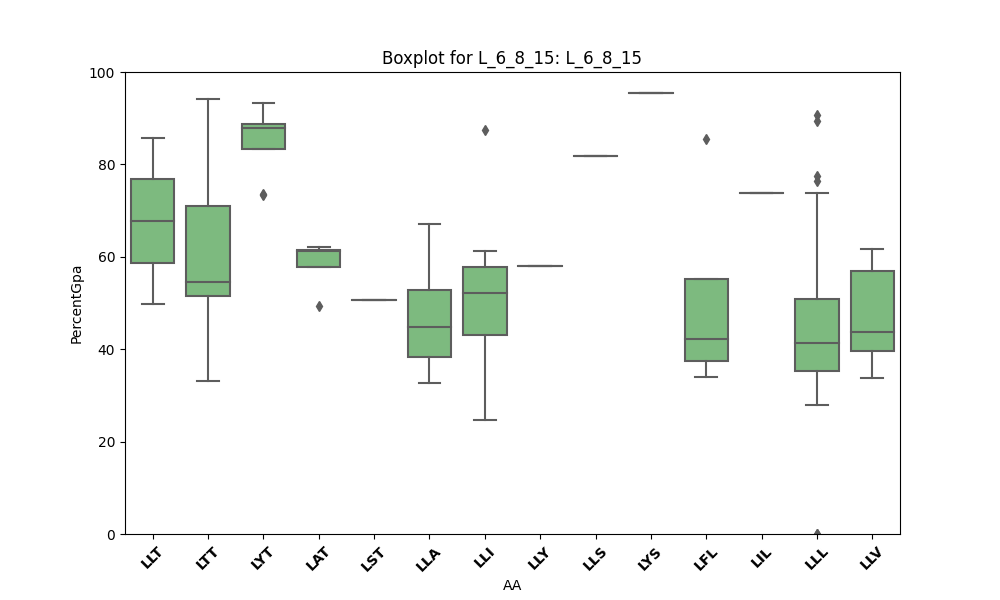 Boxplot for L_6_8_15: L_6_8_15
100
80
60
40
20
0
PercentGpa
LLT LTT LYT LAT LST LLA LLI LLY LLS LYS LFL LIL LLL LLV
AA